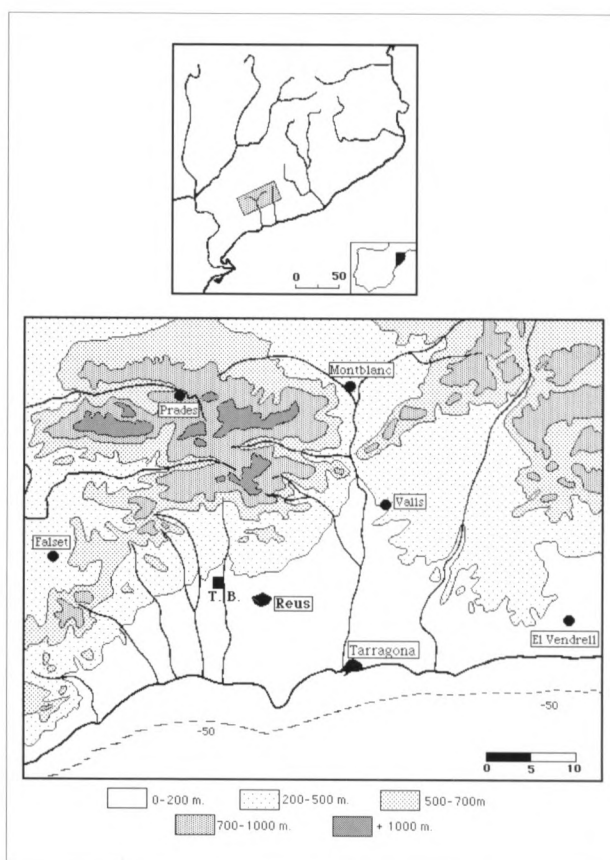 0 50
Montblanc
Prades
Valls
Falset
T. B.
Reus
El Vendrell
Tarragona
-50
-50
0 5 10
0-200 m.
200-500 m.
500-700m
700-1000 m.
+ 1000 m.